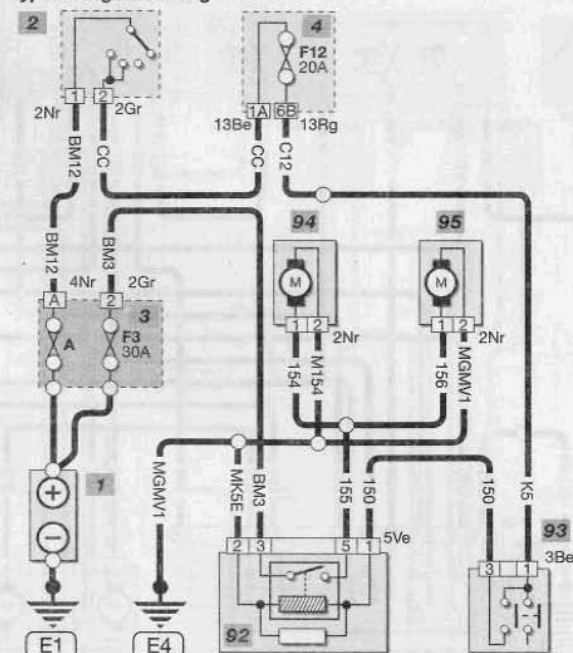 2
4
F12
20A
1 2
1A 6B
2Nr 2Gr
13Be 13Rg
BM12
CC
CC
C12
94
95
BM12
BM3
4Nr 2Gr
A 2
3
A
F3
30A
M
M
1 2
2Nr
1 2
2Nr
154
M154
156
MGMV1
1
+
−
MGMV1
MK5E
BM3
155
150
150
K5
93
2 3 5 1
5Ve
3 1
3Be
92
E1
E4